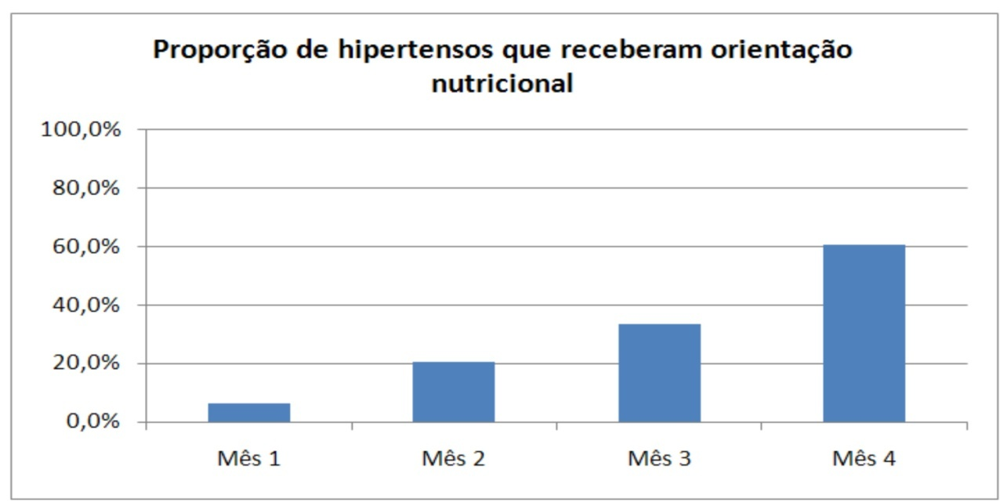 Proporção de hipertensos que receberam orientação
nutricional
100,0%
80,0%
60,0%
40,0%
20,0%
0,0%
Mês 1
Mês 2
Mês 3
Mês 4